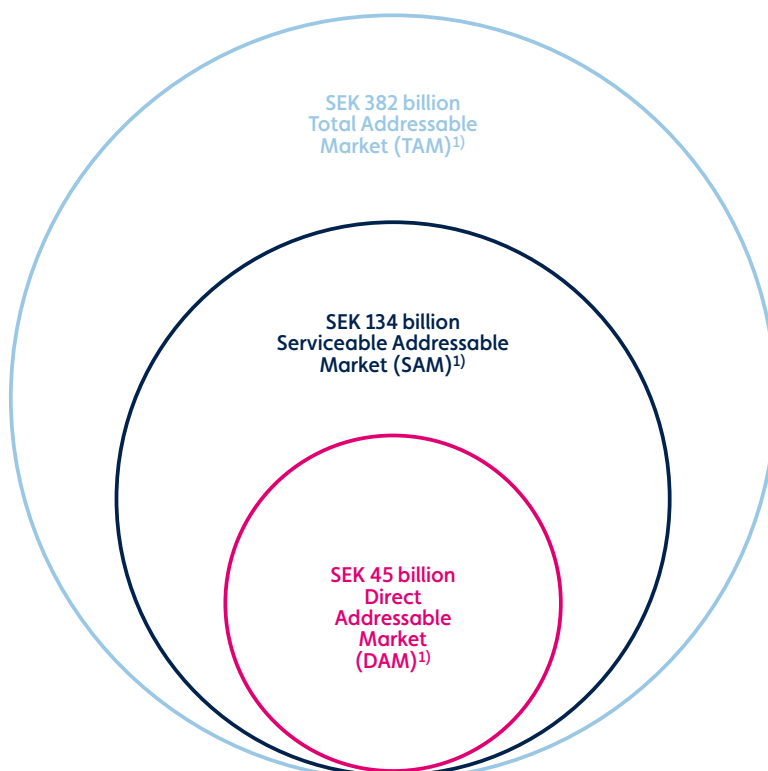 SEK 382 billion
Total Addressable
Market (TAM)1)
SEK 134 billion
Serviceable Addressable
Market (SAM)1)
SEK 45 billion
Direct
Addressable
Market
(DAM)1)